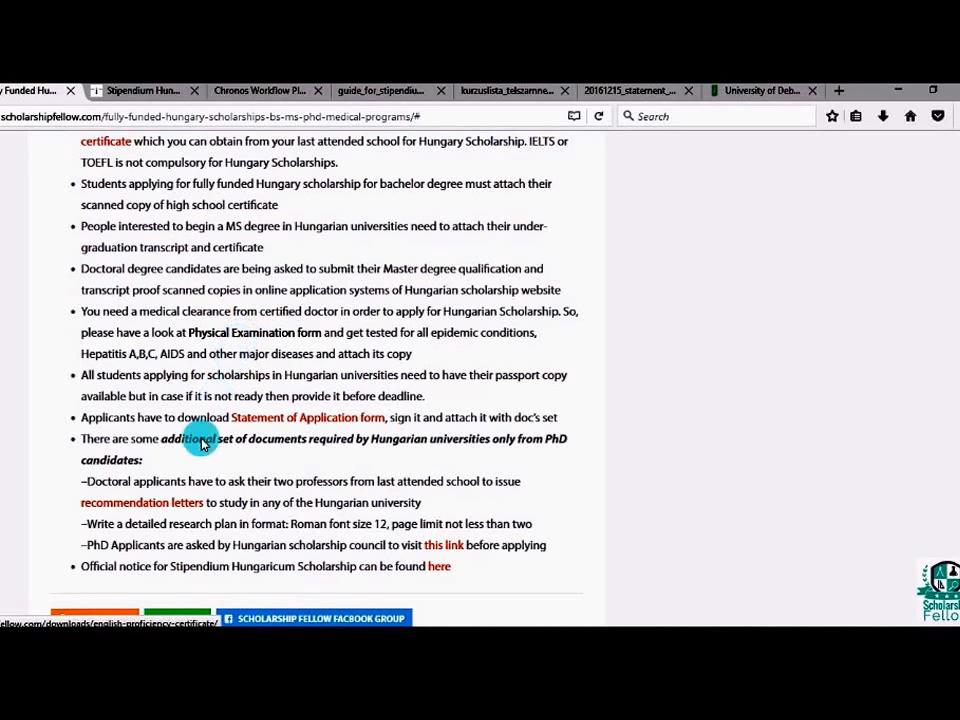 y Funded Hu...
Stipendium Hun...
Chronos Workflow Pl...
guide_for_stipendiu...
kurzuslista_telszamne...
20161215_statement_...
University of Deb...
scholarshipfellow.com/fully-funded-hungary-scholarships-bs-ms-phd-medical-programs/#
Search
certificate which you can obtain from your last attended school for Hungary Scholarship. IELTS or
TOEFL is not compulsory for Hungary Scholarships.
• Students applying for fully funded Hungary scholarship for bachelor degree must attach their
scanned copy of high school certificate
• People interested to begin a MS degree in Hungarian universities need to attach their under-
graduation transcript and certificate
• Doctoral degree candidates are being asked to submit their Master degree qualification and
transcript proof scanned copies in online application systems of Hungarian scholarship website
• You need a medical clearance from certified doctor in order to apply for Hungarian Scholarship. So,
please have a look at Physical Examination form and get tested for all epidemic conditions,
Hepatitis A,B,C, AIDS and other major diseases and attach its copy
• All students applying for scholarships in Hungarian universities need to have their passport copy
available but in case if it is not ready then provide it before deadline.
• Applicants have to download Statement of Application form, sign it and attach it with doc's set
• There are some additional set of documents required by Hungarian universities only from PhD
candidates:
–Doctoral applicants have to ask their two professors from last attended school to issue
recommendation letters to study in any of the Hungarian university
–Write a detailed research plan in format: Roman font size 12, page limit not less than two
–PhD Applicants are asked by Hungarian scholarship council to visit this link before applying
• Official notice for Stipendium Hungaricum Scholarship can be found here
SCHOLARSHIP FELLOW FACBOOK GROUP
ellow.com/downloads/english-proficiency-certificate/
Scholarsh
Fello